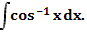 ∫cos⁻¹ x dx.